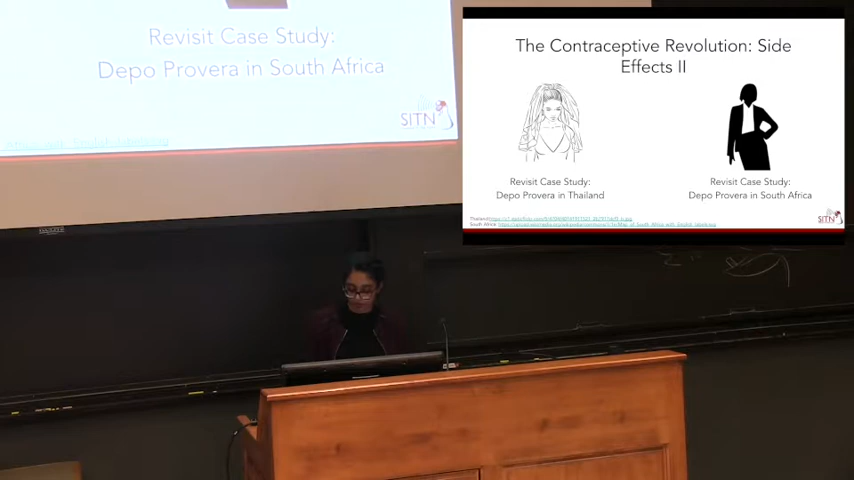 Revisit Case Study:
Depo Provera in South Africa
SITN
The Contraceptive Revolution: Side
Effects II
Revisit Case Study:
Depo Provera in Thailand
Revisit Case Study:
Depo Provera in South Africa
SITN